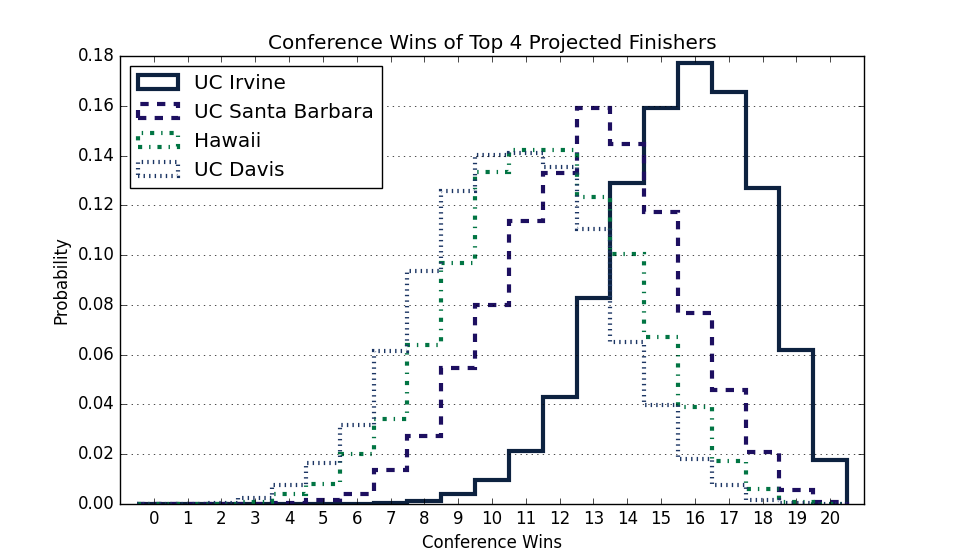 Conference Wins of Top 4 Projected Finishers
0.18
0.16
0.14
0.12
0.10
0.08
0.06
0.04
0.02
0.00
Probability
UC Irvine
UC Santa Barbara
Hawaii
UC Davis
0 1 2 3 4 5 6 7 8 9 10 11 12 13 14 15 16 17 18 19 20
Conference Wins